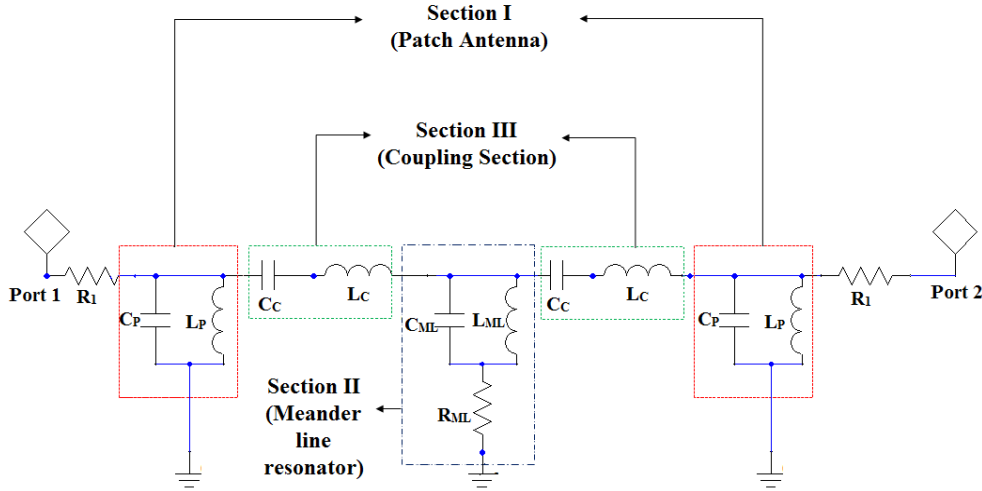 Section I
(Patch Antenna)
Section III
(Coupling Section)
Port 1
R1
CP
LP
CC
LC
CML
LML
RML
CC
LC
CP
LP
R1
Port 2
Section II
(Meander
line
resonator)